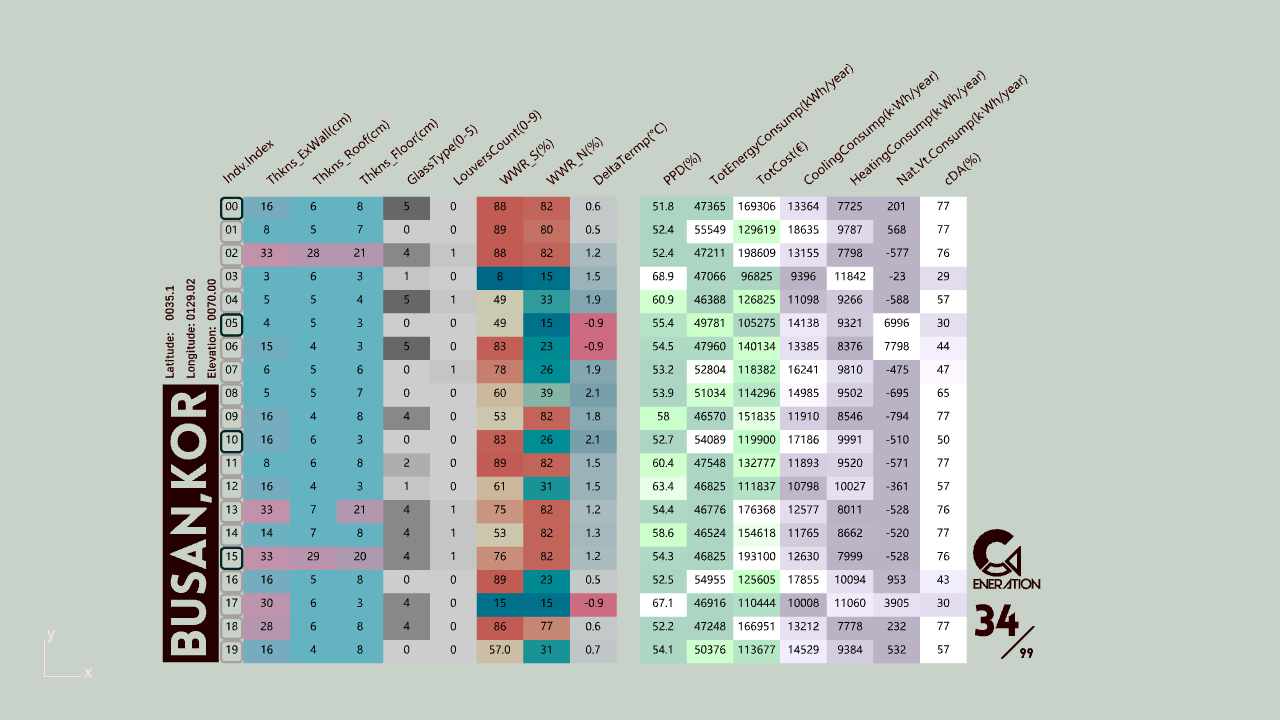 Indv.Index Thkns_ExWall(cm) Thkns_Roof(cm) Thkns_Floor(cm) GlassType(0-5) LouversCount(0-9) WWR_S(%) WWR_N(%) DeltaTermp(°C) PPD(%) TotEnergyConsump(kWh/year) TotCost(€) CoolingConsump(k·Wh/year) HeatingConsump(k·Wh/year) Nat.Vt.Consump(k·Wh/year) cDA(%)
00 16 6 8 5 0 88 82 0.6 51.8 47365 169306 13364 7725 201 77
01 8 5 7 0 0 89 80 0.5 52.4 55549 129619 18635 9787 568 77
02 33 28 21 4 1 88 82 1.2 52.4 47211 198609 13155 7798 -577 76
03 3 6 3 1 0 8 15 1.5 68.9 47066 96825 9396 11842 -23 29
04 5 5 4 5 1 49 33 1.9 60.9 46388 126825 11098 9266 -588 57
05 4 5 3 0 0 49 15 -0.9 55.4 49781 105275 14138 9321 6996 30
06 15 4 3 5 0 83 23 -0.9 54.5 47960 140134 13385 8376 7798 44
07 6 5 6 0 1 78 26 1.9 53.2 52804 118382 16241 9810 -475 47
08 5 5 7 0 0 60 39 2.1 53.9 51034 114296 14985 9502 -695 65
09 16 4 8 4 0 53 82 1.8 58 46570 151835 11910 8546 -794 77
10 16 6 3 0 0 83 26 2.1 52.7 54089 119900 17186 9991 -510 50
11 8 6 8 2 0 89 82 1.5 60.4 47548 132777 11893 9520 -571 77
12 16 4 3 1 0 61 31 1.5 63.4 46825 111837 10798 10027 -361 57
13 33 7 21 4 1 75 82 1.2 54.4 46776 176368 12577 8011 -528 76
14 14 7 8 4 1 53 82 1.3 58.6 46524 154618 11765 8662 -520 77
15 33 29 20 4 1 76 82 1.2 54.3 46825 193100 12630 7999 -528 76
16 16 5 8 0 0 89 23 0.5 52.5 54955 125605 17855 10094 953 43
17 30 6 3 4 0 15 15 -0.9 67.1 46916 110444 10008 11060 3905 30
18 28 6 8 4 0 86 77 0.6 52.2 47248 166951 13212 7778 232 77
19 16 4 8 0 0 57.0 31 0.7 54.1 50376 113677 14529 9384 532 57
BUSAN,KOR
Latitude: 0035.1
Longitude: 0129.02
Elevation: 0070.00
G
ENERATION
34/99
y
x